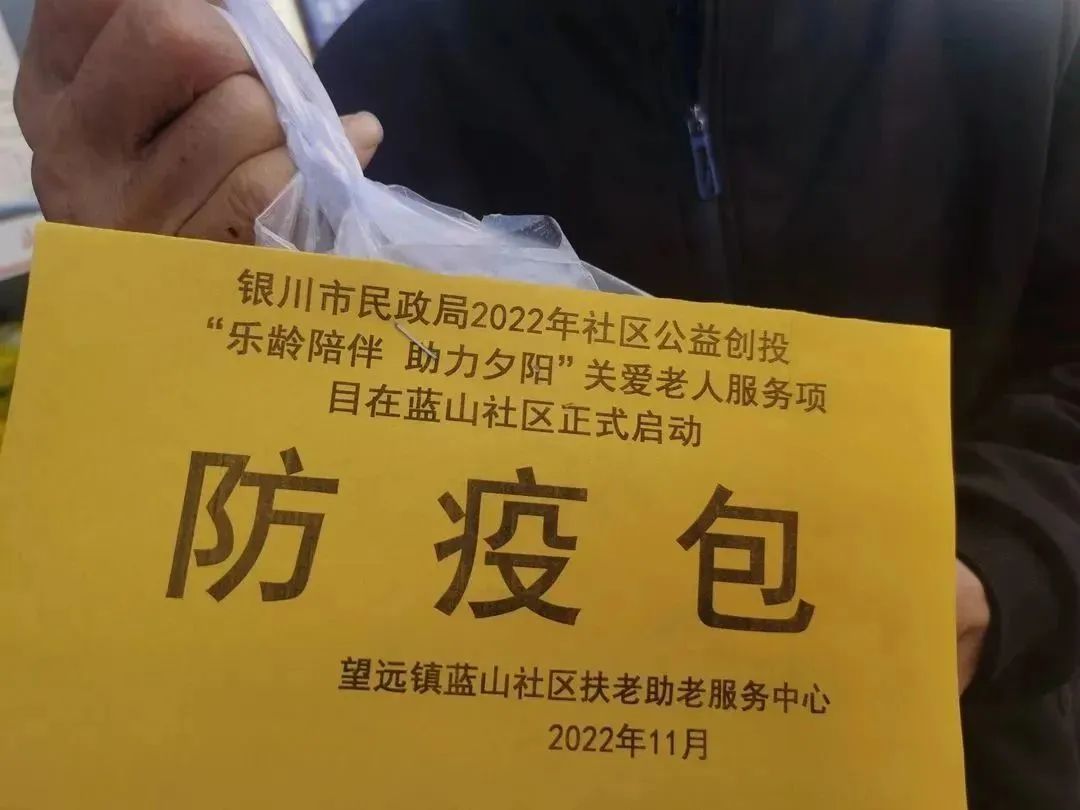 银川市民政局2022年社区公益创投
“乐龄陪伴 助力夕阳”关爱老人服务项
目在蓝山社区正式启动
防疫包
望远镇蓝山社区扶老助老服务中心
2022年11月